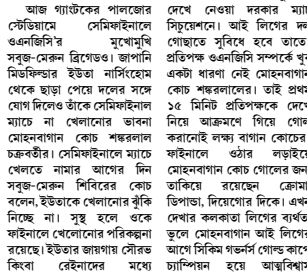 আজ গ্যাংটকের পালজোর
স্টেডিয়ামে সেমিফাইনালে
ওএনজিসি'র মুখোমুখি
সবুজ-মেরুন ব্রিগেডও। জাপানি
মিডফিল্ডার ইউতা নার্সিংহোম
থেকে ছাড়া পেয়ে দলের সঙ্গে
যোগ দিলেও তাঁকে সেমিফাইনাল
ম্যাচে না খেলানোর ভাবনা
মোহনবাগান কোচ শঙ্করলাল
চক্রবর্তীর। সেমিফাইনালে ম্যাচে
খেলতে নামার আগের দিন
সবুজ-মেরুন শিবিরের কোচ
বলেন, ইউতাকে খেলানোর ঝুঁকি
নিচ্ছে না। সুস্থ হলে ওকে
ফাইনালে খেলোনোর পরিকল্পনা
রয়েছে। ইউতার জায়গায় সৌরভ
কিংবা রেইনাদের মধ্যে
দেখে নেওয়া দরকার ম্যা
সিচুয়েশনে। আই লিগের দল
গোছাতে সুবিধে হবে তাতে
প্রতিপক্ষ ওএনজিসি সম্পর্কে খু
একটা ধারণা নেই মোহনবাগান
কোচ শঙ্করলালের। তাই প্রথম
১৫ মিনিট প্রতিপক্ষকে দেখে
নিয়ে আক্রমণে গিয়ে গোল
করানোই লক্ষ্য বাগান কোচের
ফাইনালে ওঠার লড়াইয়ে
মোহনবাগান কোচ গোলের জন্য
তাকিয়ে রয়েছেন ক্রোমা
ডিপান্ডা, দিয়েগোর দিকে। এখন
দেখার কলকাতা লিগের ব্যর্থত
ভুলে মোহনবাগান আই লিগের
আগে সিকিম গভর্নর্স গোল্ড কাপে
চ্যাম্পিয়ন হয়ে আত্মবিশ্বাস